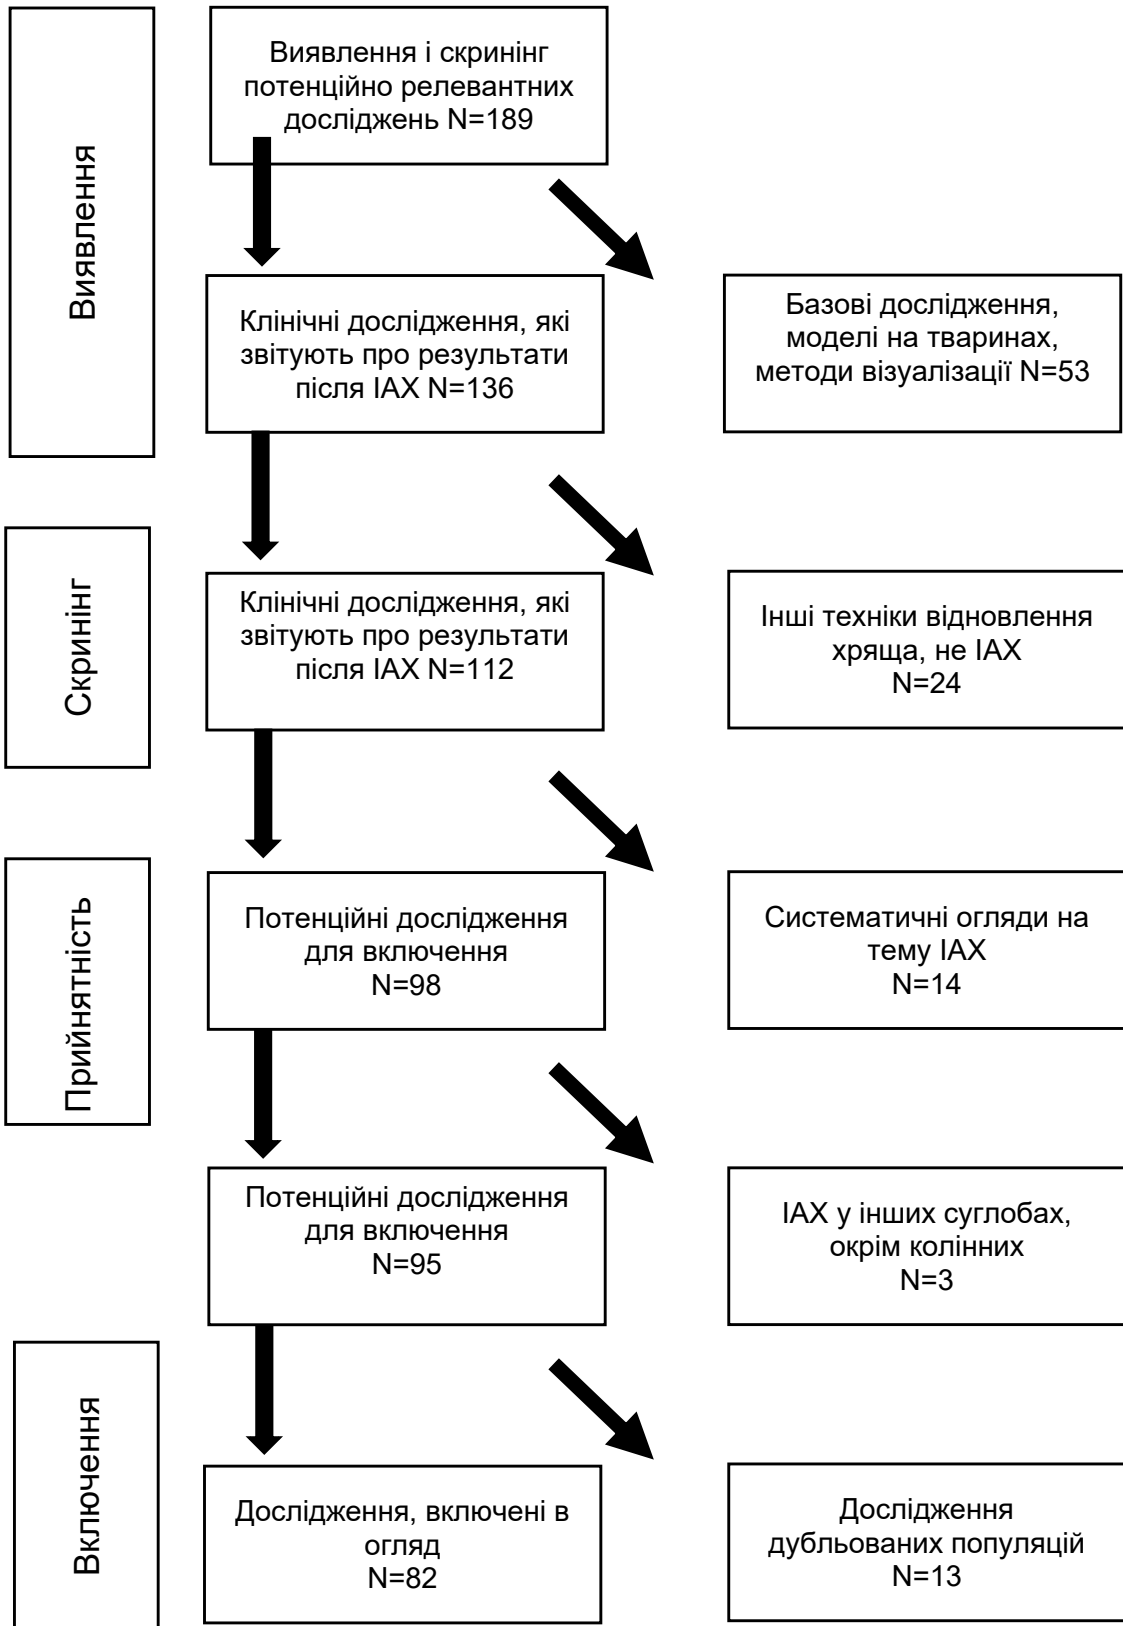 Виявлення
Виявлення і скринінг
потенційно релевантних
досліджень N=189
Клінічні дослідження, які
звітують про результати
після ІАХ N=136
Базові дослідження,
моделі на тваринах,
методи візуалізації N=53
Скринінг
Клінічні дослідження, які
звітують про результати
після ІАХ N=112
Інші техніки відновлення
хряща, не ІАХ
N=24
Прийнятність
Потенційні дослідження
для включення
N=98
Систематичні огляди на
тему ІАХ
N=14
Потенційні дослідження
для включення
N=95
ІАХ у інших суглобах,
окрім колінних
N=3
Включення
Дослідження, включені в
огляд
N=82
Дослідження
дубльованих популяцій
N=13